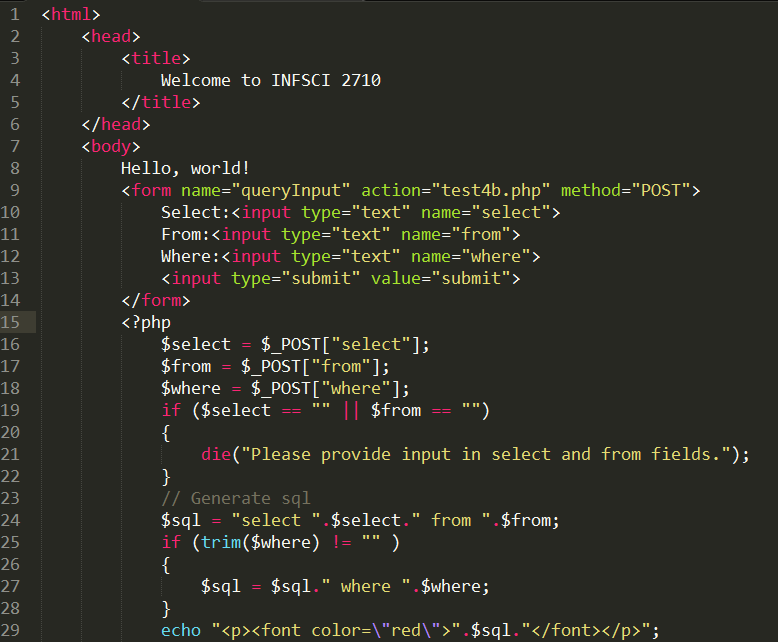 1 <html>
2 <head>
3 <title>
4 Welcome to INFSCI 2710
5 </title>
6 </head>
7 <body>
8 Hello, world!
9 <form name="queryInput" action="test4b.php" method="POST">
10 Select:<input type="text" name="select">
11 From:<input type="text" name="from">
12 Where:<input type="text" name="where">
13 <input type="submit" value="submit">
14 </form>
15 <?php
16 $select = $_POST["select"];
17 $from = $_POST["from"];
18 $where = $_POST["where"];
19 if ($select == "" || $from == "")
20 {
21 die("Please provide input in select and from fields.");
22 }
23 // Generate sql
24 $sql = "select ".$select." from ".$from;
25 if (trim($where) != "" )
26 {
27 $sql = $sql." where ".$where;
28 }
29 echo "<p><font color=\"red\">".$sql."</font></p>";